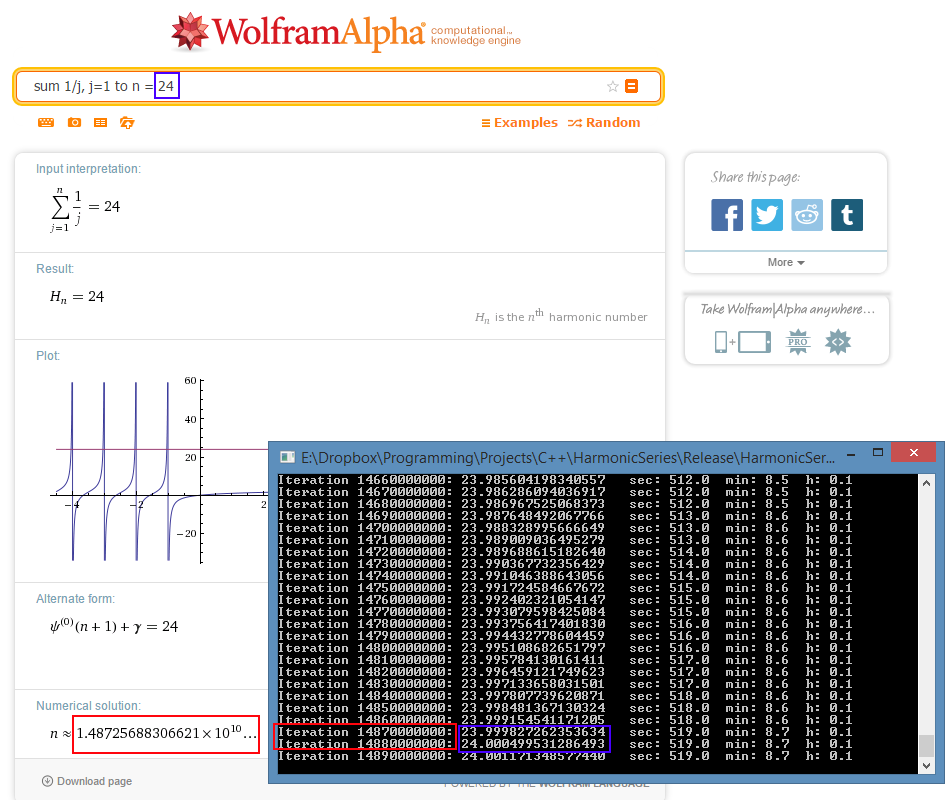 WolframAlpha computational... knowledge engine
sum 1/j, j=1 to n =24
Examples Random
Input interpretation:
n
∑ 1/j = 24
j=1
Share this page:
More
Result:
Hn = 24
Hn is the nth harmonic number
Take Wolfram|Alpha anywhere...
PRO
Plot:
60
40
20
-4 -2 2
-20
E:\Dropbox\Programming\Projects\C++\HarmonicSeries\Release\HarmonicSer...
Iteration 14660000000: 23.985604198340557 sec: 512.0 min: 8.5 h: 0.1
Iteration 14670000000: 23.986286094036917 sec: 512.0 min: 8.5 h: 0.1
Iteration 14680000000: 23.986967525068373 sec: 512.0 min: 8.5 h: 0.1
Iteration 14690000000: 23.987648492067766 sec: 513.0 min: 8.6 h: 0.1
Iteration 14700000000: 23.988328995666649 sec: 513.0 min: 8.6 h: 0.1
Iteration 14710000000: 23.989009036495279 sec: 513.0 min: 8.6 h: 0.1
Iteration 14720000000: 23.989688615182640 sec: 514.0 min: 8.6 h: 0.1
Iteration 14730000000: 23.990367732356429 sec: 514.0 min: 8.6 h: 0.1
Iteration 14740000000: 23.991046388643056 sec: 514.0 min: 8.6 h: 0.1
Iteration 14750000000: 23.991724584667672 sec: 515.0 min: 8.6 h: 0.1
Iteration 14760000000: 23.992402321054147 sec: 515.0 min: 8.6 h: 0.1
Iteration 14770000000: 23.993079598425084 sec: 515.0 min: 8.6 h: 0.1
Iteration 14780000000: 23.993756417401830 sec: 516.0 min: 8.6 h: 0.1
Iteration 14790000000: 23.994432778604459 sec: 516.0 min: 8.6 h: 0.1
Iteration 14800000000: 23.995108682651797 sec: 516.0 min: 8.6 h: 0.1
Iteration 14810000000: 23.995784130161411 sec: 517.0 min: 8.6 h: 0.1
Iteration 14820000000: 23.996459121749623 sec: 517.0 min: 8.6 h: 0.1
Iteration 14830000000: 23.997133658031501 sec: 517.0 min: 8.6 h: 0.1
Iteration 14840000000: 23.997807739620871 sec: 518.0 min: 8.6 h: 0.1
Iteration 14850000000: 23.998481367130324 sec: 518.0 min: 8.6 h: 0.1
Iteration 14860000000: 23.999154541171205 sec: 518.0 min: 8.6 h: 0.1
Iteration 14870000000: 23.999827262353634 sec: 519.0 min: 8.7 h: 0.1
Iteration 14880000000: 24.000499531286493 sec: 519.0 min: 8.7 h: 0.1
Iteration 14890000000: 24.001171348577440 sec: 519.0 min: 8.7 h: 0.1
Alternate form:
ψ⁽⁰⁾(n + 1) + γ = 24
Numerical solution:
n ≈ 1.48725688306621 × 10¹⁰...
Download page
POWERED BY THE WOLFRAM LANGUAGE